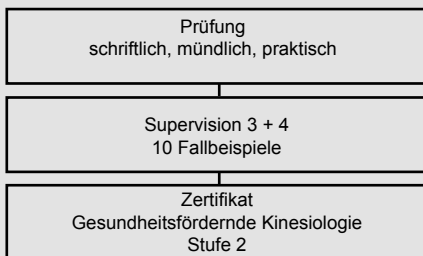 Prüfung
schriftlich, mündlich, praktisch
Supervision 3 + 4
10 Fallbeispiele
Zertifikat
Gesundheitsfördernde Kinesiologie
Stufe 2